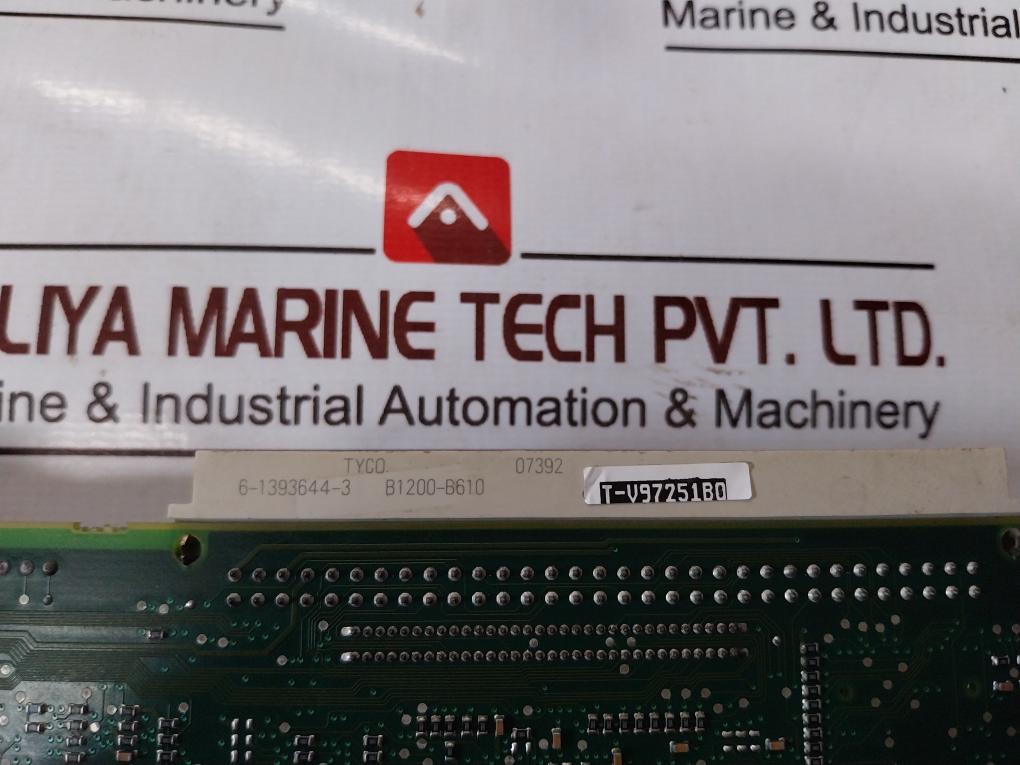 Marine & Industrial
LIYA MARINE TECH PVT. LTD.
ine & Industrial Automation & Machinery
TYCO. 07392
6-1393644-3 B1200-B610
T-V97251B0